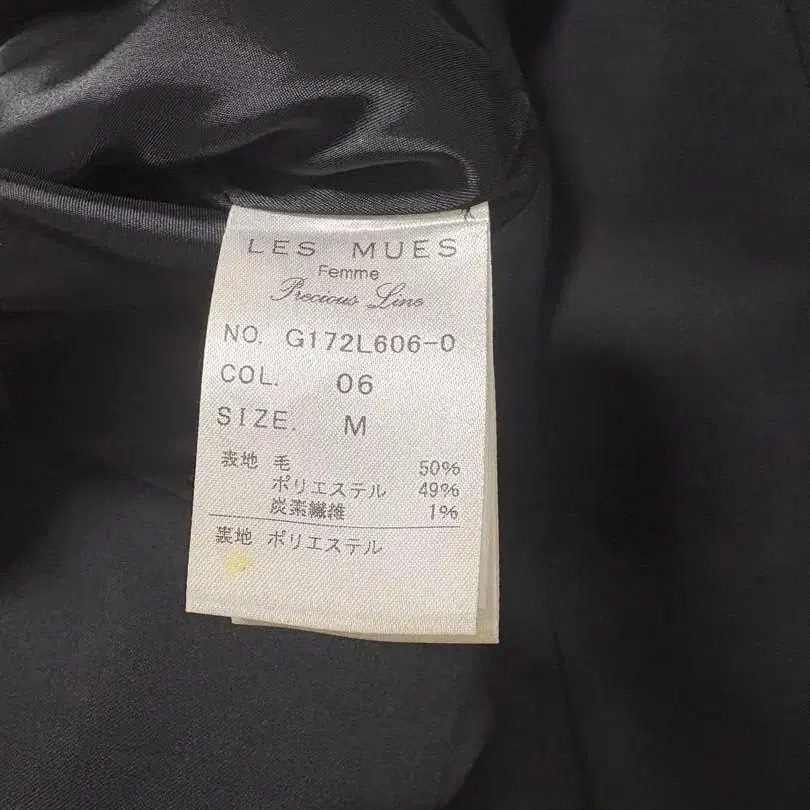 LES MUES
Femme
Precious Line
NO. G172L606-0
COL. 06
SIZE. M
表地 毛 50%
ポリエステル 49%
炭素繊維 1%
裏地 ポリエステル